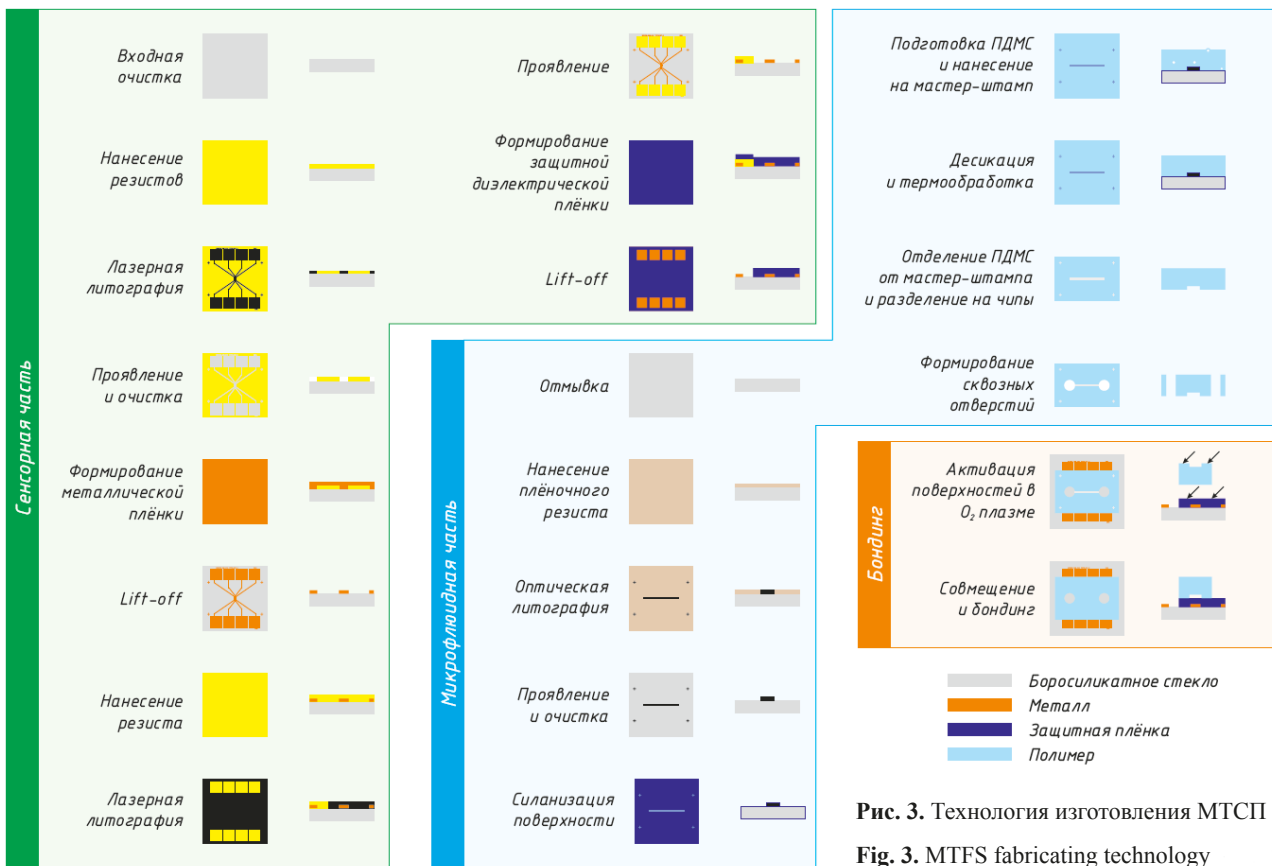 Сенсорная часть
Входная
очистка
Нанесение
резистов
Лазерная
литография
Проявление
и очистка
Формирование
металлической
плёнки
Lift-off
Нанесение
резиста
Лазерная
литография
Проявление
Формирование
защитной
диэлектрической
плёнки
Lift-off
Микрофлюидная часть
Отмывка
Нанесение
плёночного
резиста
Оптическая
литография
Проявление
и очистка
Силанизация
поверхности
Подготовка ПДМС
и нанесение
на мастер-штамп
Десикация
и термообработка
Отделение ПДМС
от мастер-штампа
и разделение на чипы
Формирование
сквозных
отверстий
Бондинг
Активация
поверхностей в
O₂ плазме
Совмещение
и бондинг
Боросиликатное стекло
Металл
Защитная плёнка
Полимер
Рис. 3. Технология изготовления МТСП
Fig. 3. MTFS fabricating technology